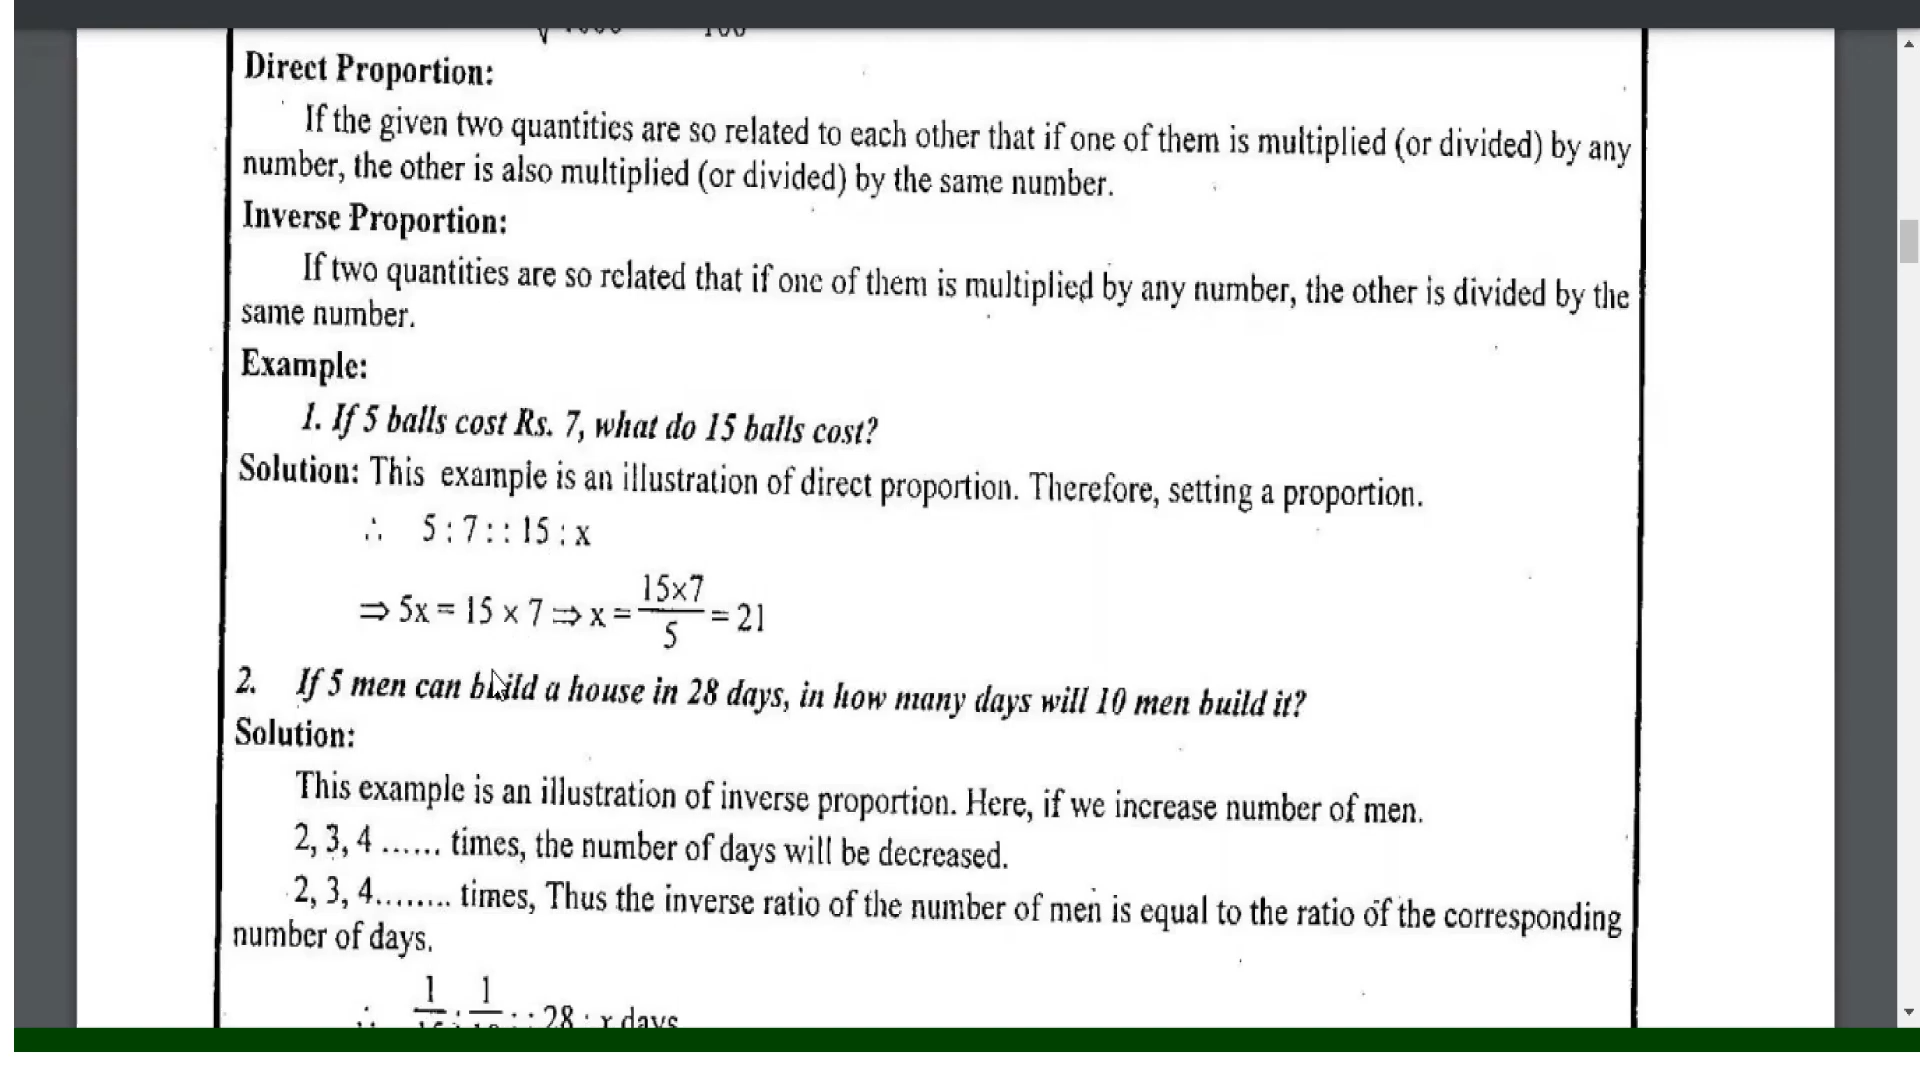 Direct Proportion:
If the given two quantities are so related to each other that if one of them is multiplied (or divided) by any
number, the other is also multiplied (or divided) by the same number.
Inverse Proportion:
If two quantities are so related that if one of them is multiplied by any number, the other is divided by the
same number.
Example:
1. If 5 balls cost Rs. 7, what do 15 balls cost?
Solution: This example is an illustration of direct proportion. Therefore, setting a proportion.
∴ 5 : 7 : : 15 : x
⇒ 5x = 15 × 7 ⇒ x = 15×7/5 = 21
2. If 5 men can build a house in 28 days, in how many days will 10 men build it?
Solution:
This example is an illustration of inverse proportion. Here, if we increase number of men.
2, 3, 4 ...... times, the number of days will be decreased.
2, 3, 4........ times, Thus the inverse ratio of the number of men is equal to the ratio of the corresponding
number of days.
∴ 1 : 1 : : 28 : x days